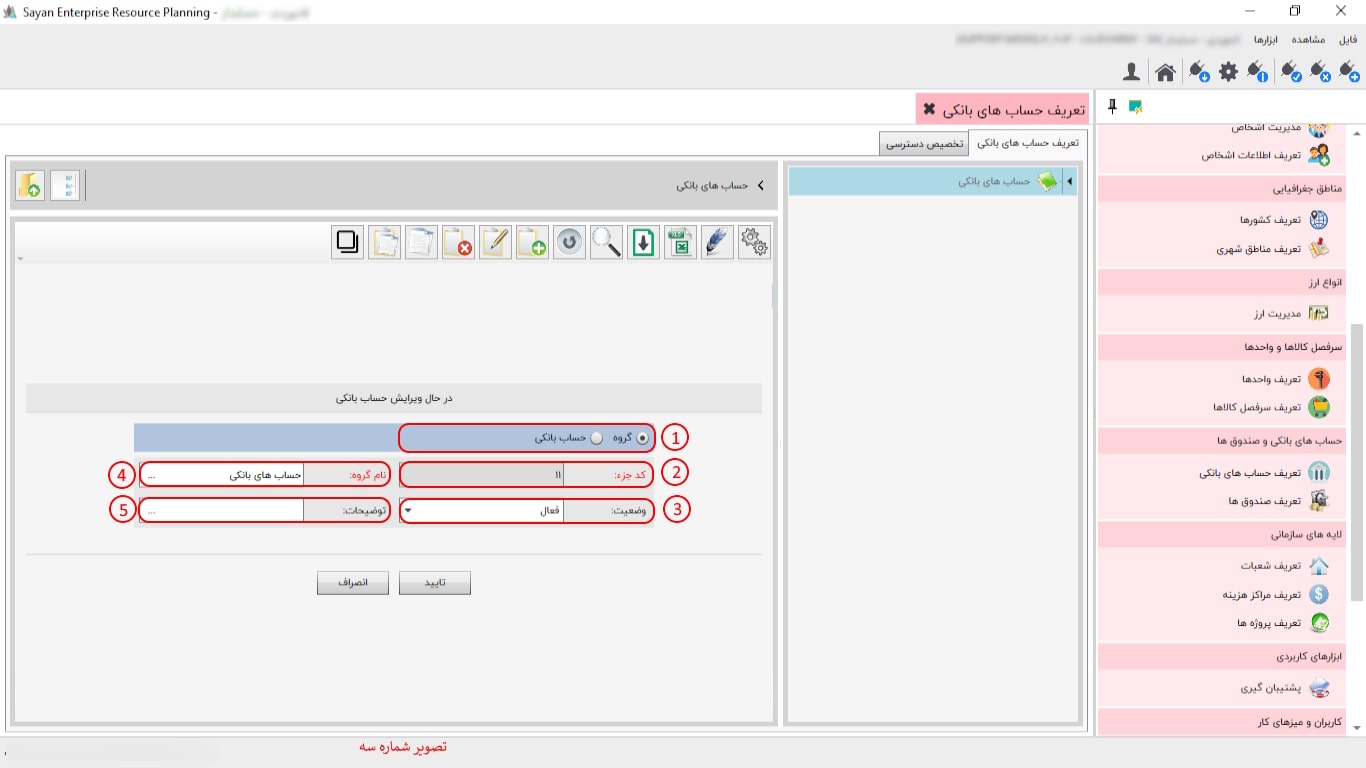 Sayan Enterprise Resource Planning -
فایل مشاهده ابزارها
تعریف حساب های بانکی ✖
تعریف حساب های بانکی تخصیص دسترسی
حساب های بانکی
حساب های بانکی
در حال ویرایش حساب بانکی
گروه حساب بانکی 1
کد جزء: 11 2
نام گروه: حساب های بانکی ... 4
وضعیت: فعال 3
توضیحات: ... 5
تایید انصراف
مدیریت اشخاص
تعریف اطلاعات اشخاص
مناطق جغرافیایی
تعریف کشورها
تعریف مناطق شهری
انواع ارز
مدیریت ارز
سرفصل کالاها و واحدها
تعریف واحدها
تعریف سرفصل کالاها
حساب های بانکی و صندوق ها
تعریف حساب های بانکی
تعریف صندوق ها
لایه های سازمانی
تعریف شعبات
تعریف مراکز هزینه
تعریف پروژه ها
ابزارهای کاربردی
پشتیبان گیری
کاربران و میزهای کار
تصویر شماره سه